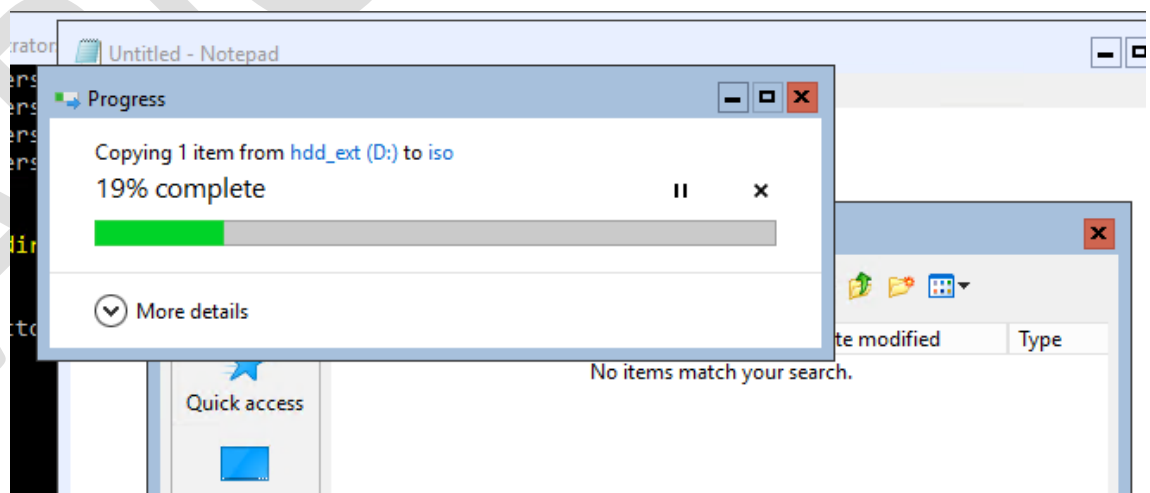 Untitled - Notepad
Progress
Copying 1 item from hdd_ext (D:) to iso
19% complete
More details
modified
Type
No items match your search.
Quick access